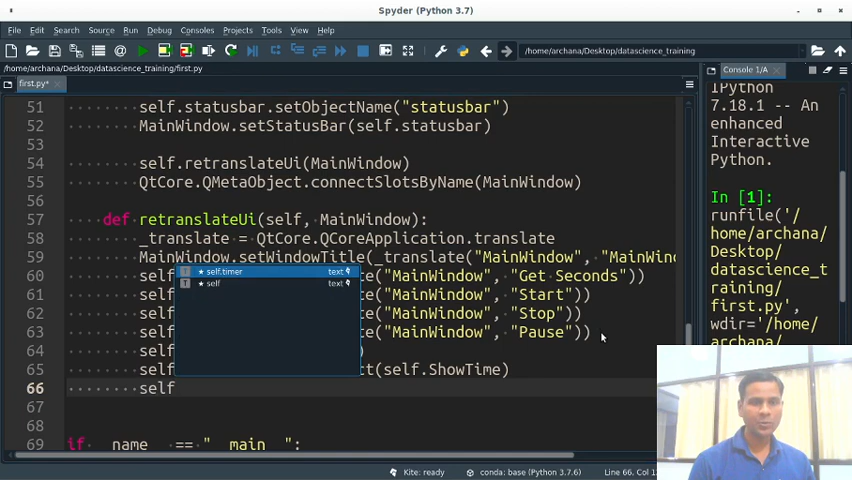 Spyder (Python 3.7)
File Edit Search Source Run Debug Consoles Projects Tools View Help
/home/archana/Desktop/datascience_training
/home/archana/Desktop/datascience_training/first.py
first.py*
Console 1/A
51 self.statusbar.setObjectName("statusbar")
52 MainWindow.setStatusBar(self.statusbar)
53
54 self.retranslateUi(MainWindow)
55 QtCore.QMetaObject.connectSlotsByName(MainWindow)
56
57 def retranslateUi(self, MainWindow):
58 _translate = QtCore.QCoreApplication.translate
59 MainWindow.setWindowTitle(_translate("MainWindow", "MainWind
60 self te("MainWindow", "Get Seconds"))
61 self te("MainWindow", "Start"))
62 self te("MainWindow", "Stop"))
63 self te("MainWindow", "Pause"))
64 self )
65 self ct(self.ShowTime)
66 self
67
68 
69 if __name__ == "__main__":
T ★ self.timer text
T ★ self text
IPython
7.18.1 -- An
enhanced
Interactive
Python.
In [1]:
runfile('/
home/archana/
Desktop/
datascience_t
raining/
first.py',
wdir='/home/
archana/
Kite: ready conda: base (Python 3.7.6) Line 66, Col 1